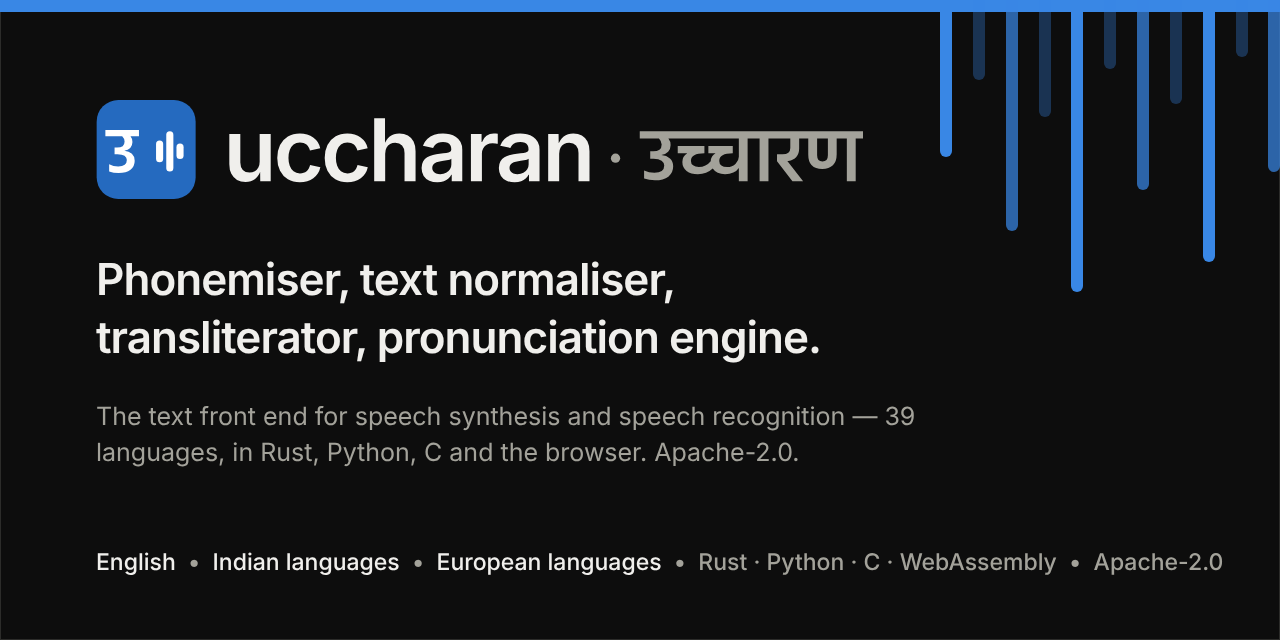 उ
uccharan · उच्चारण
Phonemiser, text normaliser,
transliterator, pronunciation engine.
The text front end for speech synthesis and speech recognition — 39
languages, in Rust, Python, C and the browser. Apache-2.0.
English • Indian languages • European languages • Rust · Python · C · WebAssembly • Apache-2.0